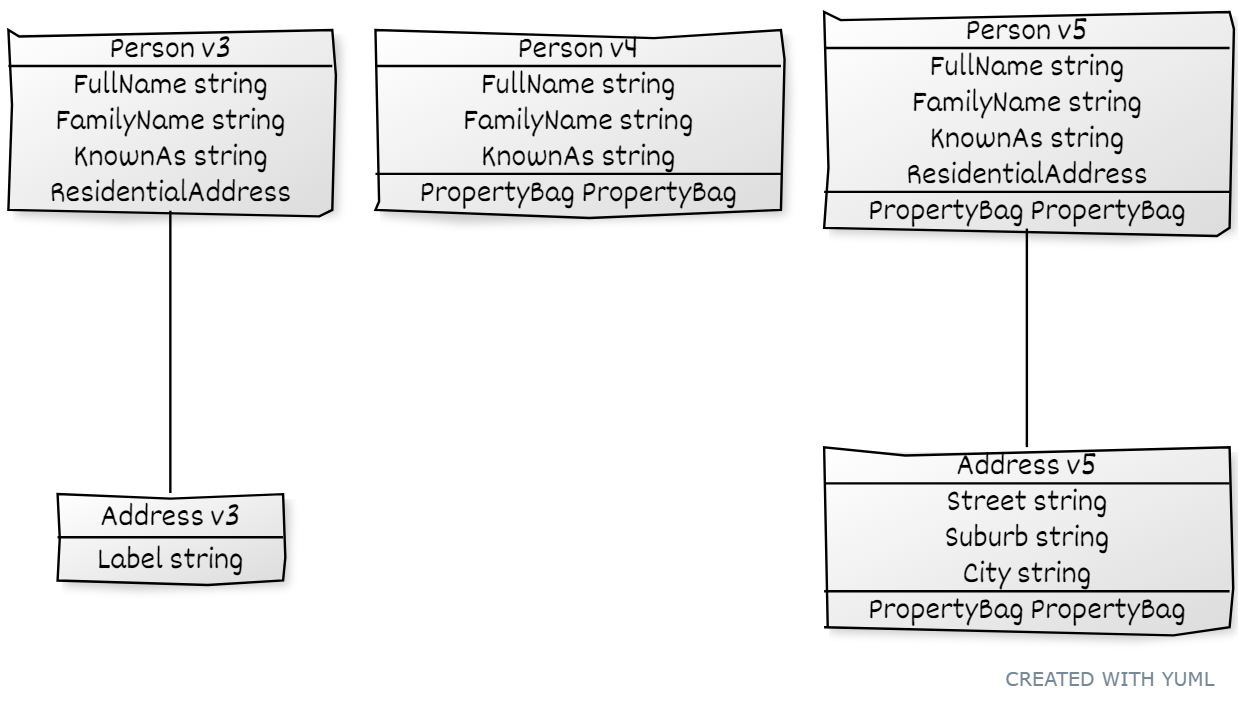 Person v3
FullName string
FamilyName string
KnownAs string
ResidentialAddress
Person v4
FullName string
FamilyName string
KnownAs string
PropertyBag PropertyBag
Person v5
FullName string
FamilyName string
KnownAs string
ResidentialAddress
PropertyBag PropertyBag
Address v3
Label string
Address v5
Street string
Suburb string
City string
PropertyBag PropertyBag
CREATED WITH YUML